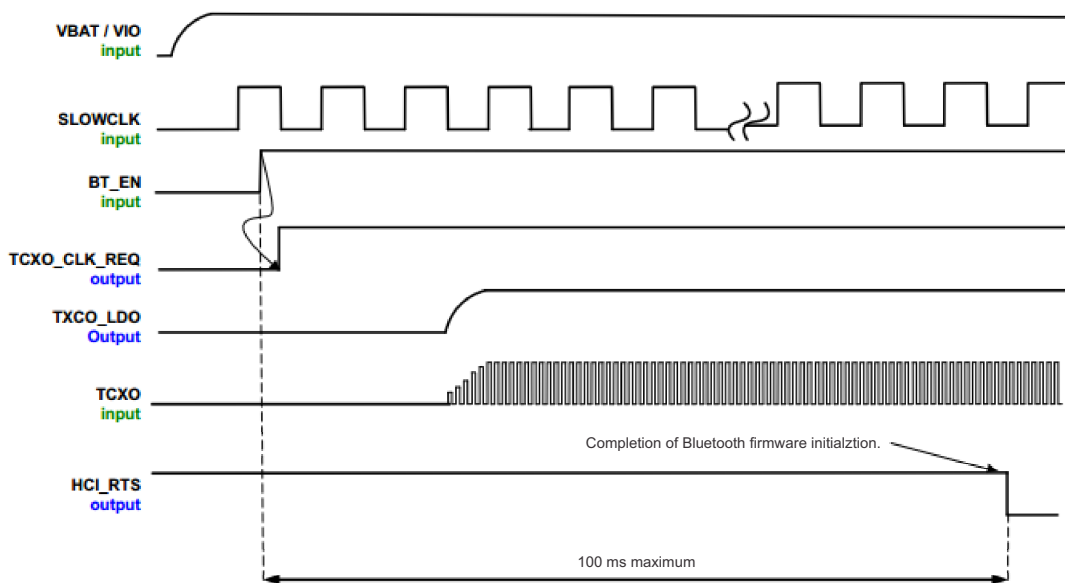 VBAT / VIO
input
SLOWCLK
input
BT_EN
input
TCXO_CLK_REQ
output
TXCO_LDO
Output
TCXO
input
Completion of Bluetooth firmware initialztion.
HCI_RTS
output
100 ms maximum